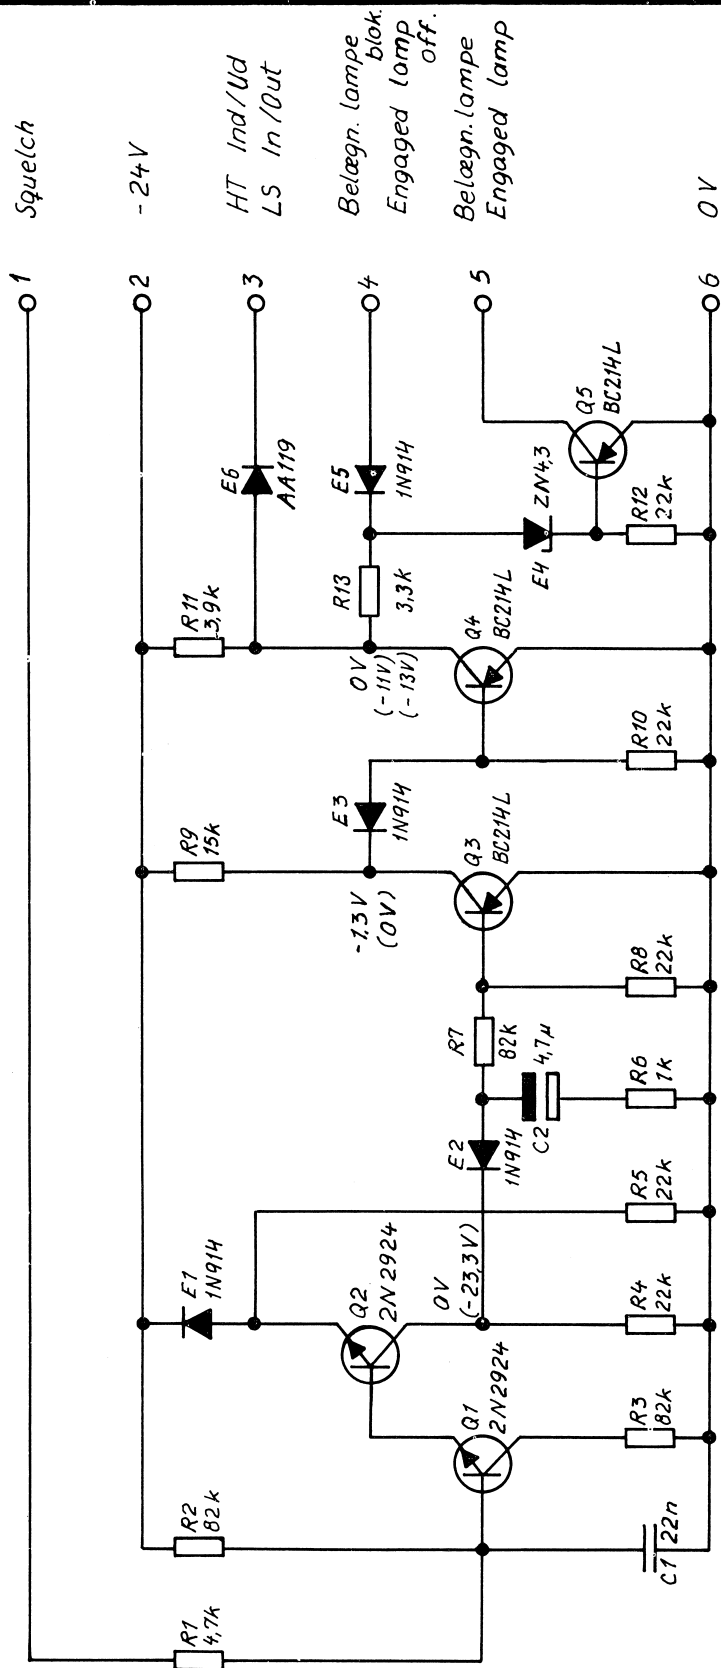 Squelch
1
-24V
2
HT Ind/Ud
LS In/Out
3
Belægn. lampe
blok.
Engaged lamp
off.
4
Belægn. lampe
Engaged lamp
5
0V
6
R1
4,7k
R2
82k
C1
22n
Q1
2N2924
R3
82k
E1
1N914
Q2
2N2924
0V
(-23,3V)
R4
22k
R5
22k
E2
1N914
C2
4,7µ
R6
1k
R7
82k
R8
22k
R9
15k
-1,3V
(0V)
Q3
BC214L
E3
1N914
R10
22k
R11
3,9k
0V
(-11V)
(-13V)
Q4
BC214L
R13
3,3k
E6
AA119
E5
1N914
E4
ZN4,3
R12
22k
Q5
BC214L